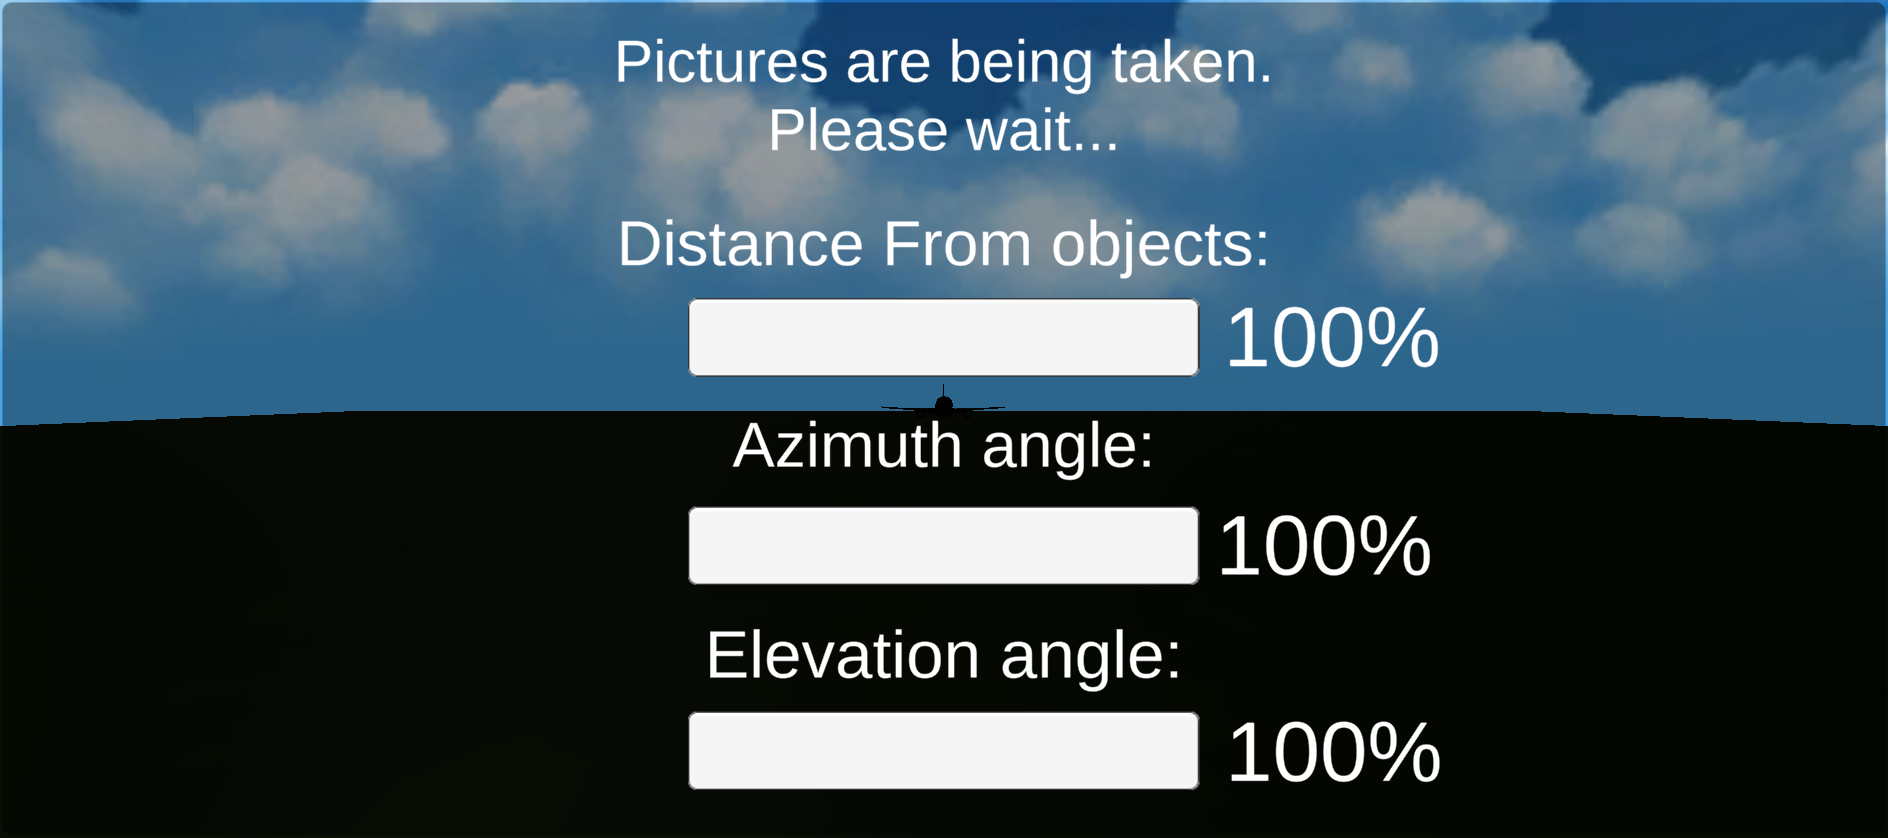 Pictures are being taken.
Please wait...
Distance From objects:
100%
Azimuth angle:
100%
Elevation angle:
100%